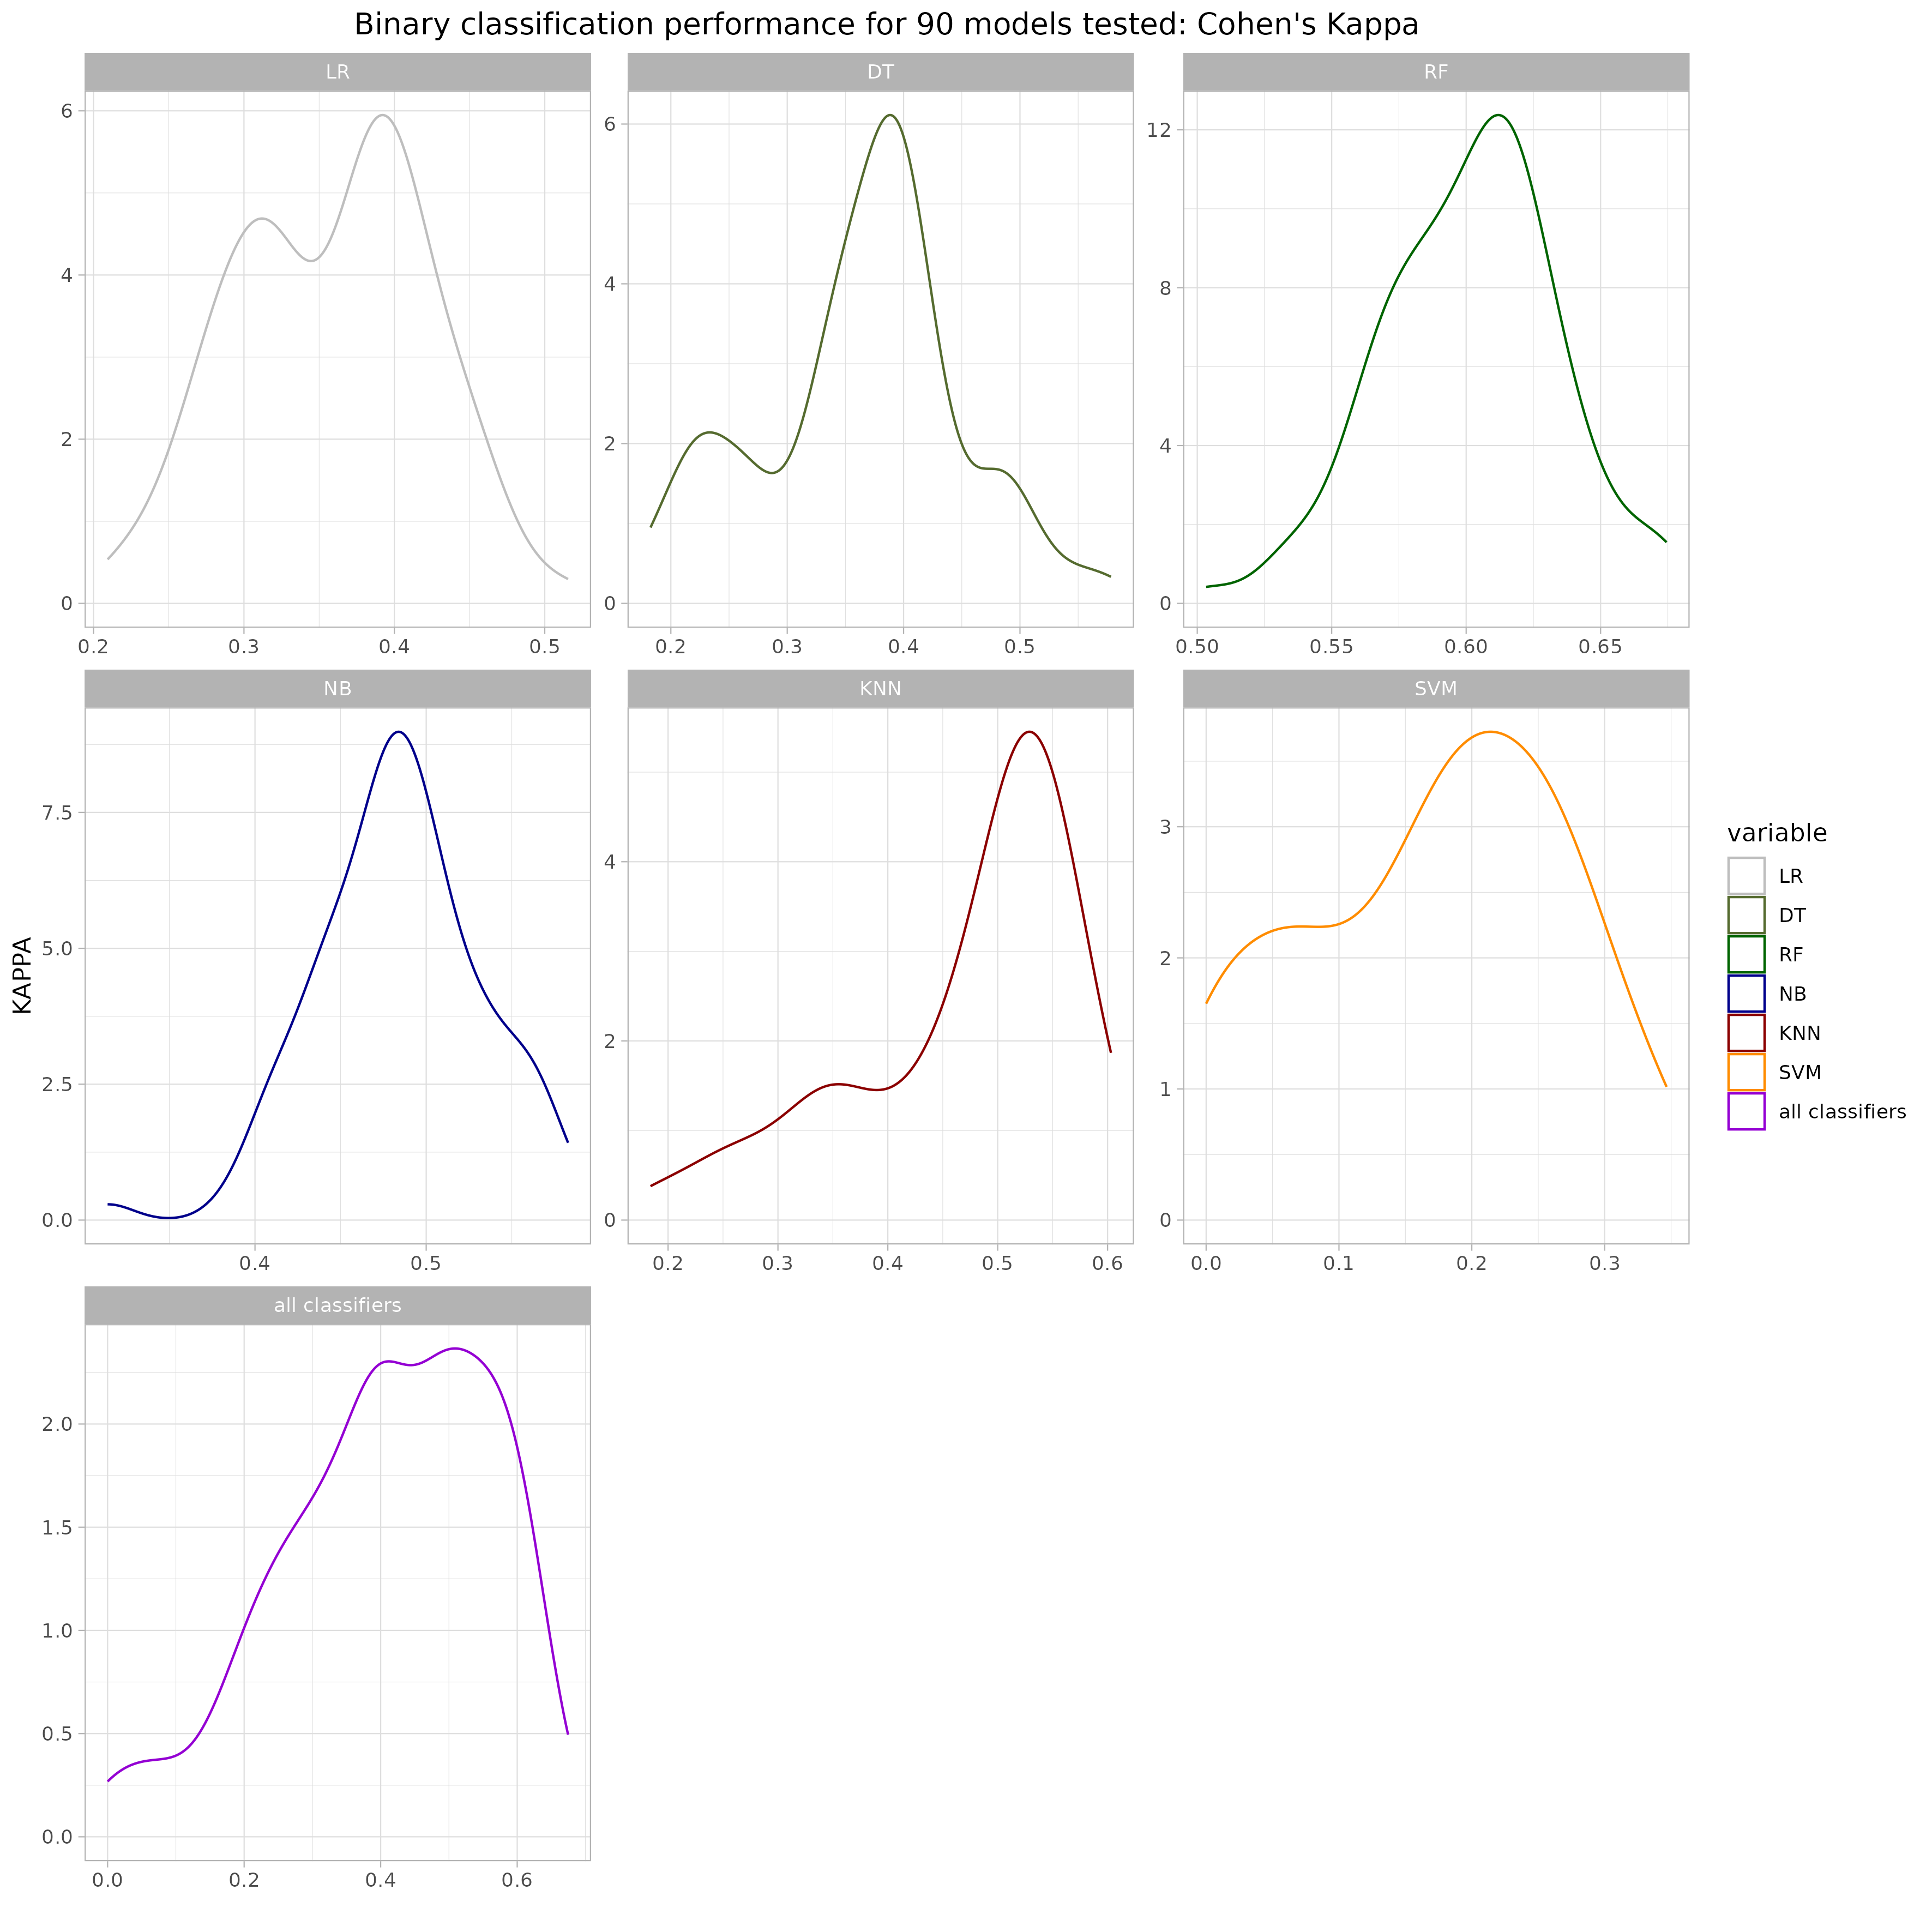 Binary classification performance for 90 models tested: Cohen's Kappa
LR
DT
RF
6
4
2
0
0.2 0.3 0.4 0.5
6
4
2
0
0.2 0.3 0.4 0.5
12
8
4
0
0.50 0.55 0.60 0.65
NB
KNN
SVM
KAPPA
7.5
5.0
2.5
0.0
0.4 0.5
4
2
0
0.2 0.3 0.4 0.5 0.6
3
2
1
0
0.0 0.1 0.2 0.3
all classifiers
2.0
1.5
1.0
0.5
0.0
0.0 0.2 0.4 0.6
variable
LR
DT
RF
NB
KNN
SVM
all classifiers